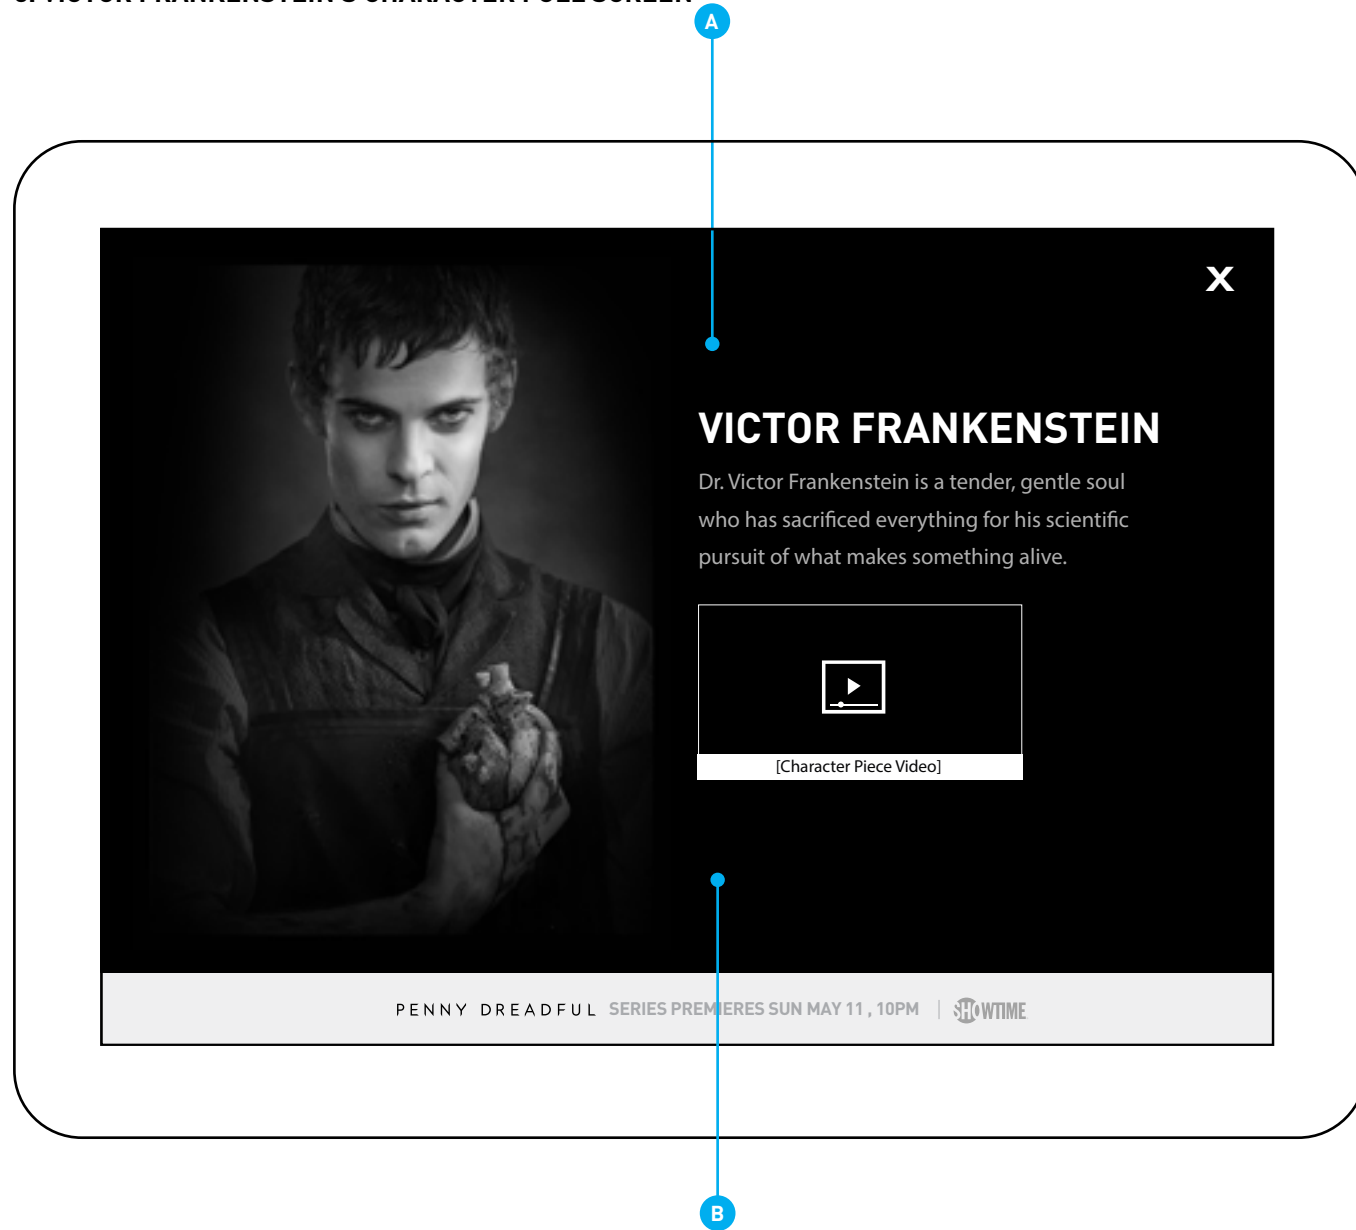 A
X
VICTOR FRANKENSTEIN
Dr. Victor Frankenstein is a tender, gentle soul
who has sacrificed everything for his scientific
pursuit of what makes something alive.
[Character Piece Video]
PENNY DREADFUL SERIES PREMIERES SUN MAY 11 , 10PM | SHOWTIME
B